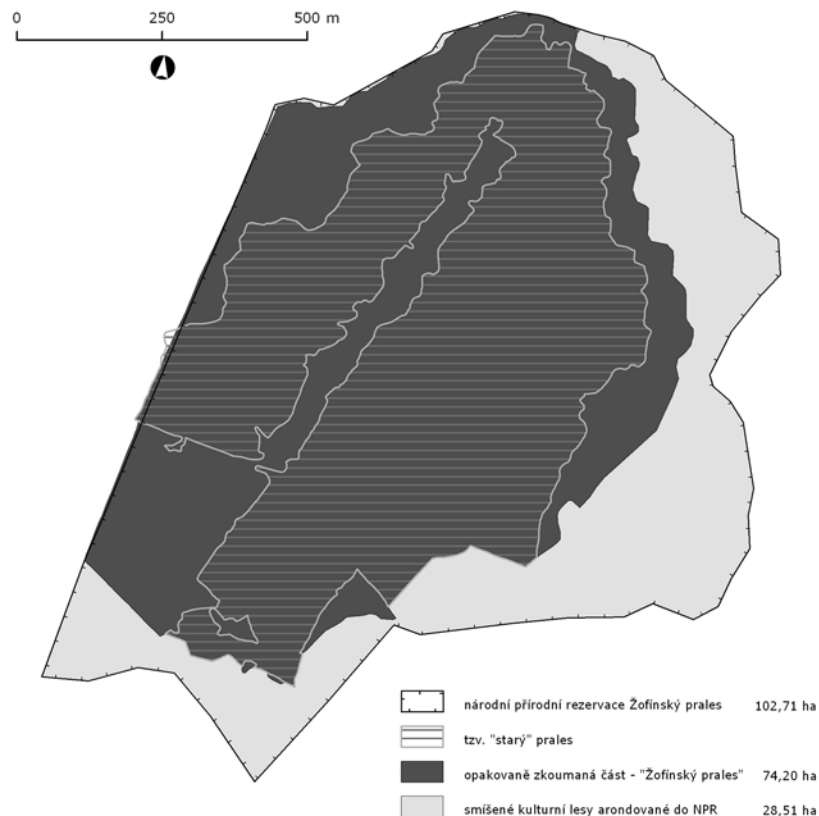 0 250 500 m
národní přírodní rezervace Žofínský prales 102,71 ha
tzv. "starý" prales
opakovaně zkoumaná část - "Žofínský prales" 74,20 ha
smíšené kulturní lesy arondované do NPR 28,51 ha